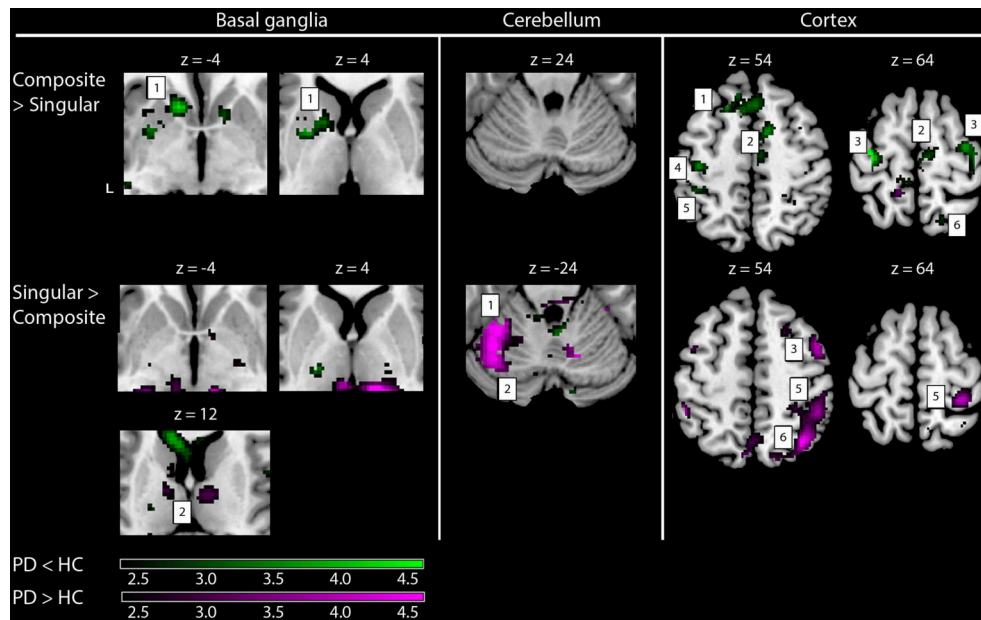 Basal ganglia Cerebellum Cortex
Composite > Singular
z = -4 z = 4 z = 24 z = 54 z = 64
1 1 1 2 4 5 3 2 3 6
L
Singular > Composite
z = -4 z = 4 z = -24 z = 54 z = 64
1 2 3 5 6 5
z = 12
2
PD < HC
2.5 3.0 3.5 4.0 4.5
PD > HC
2.5 3.0 3.5 4.0 4.5